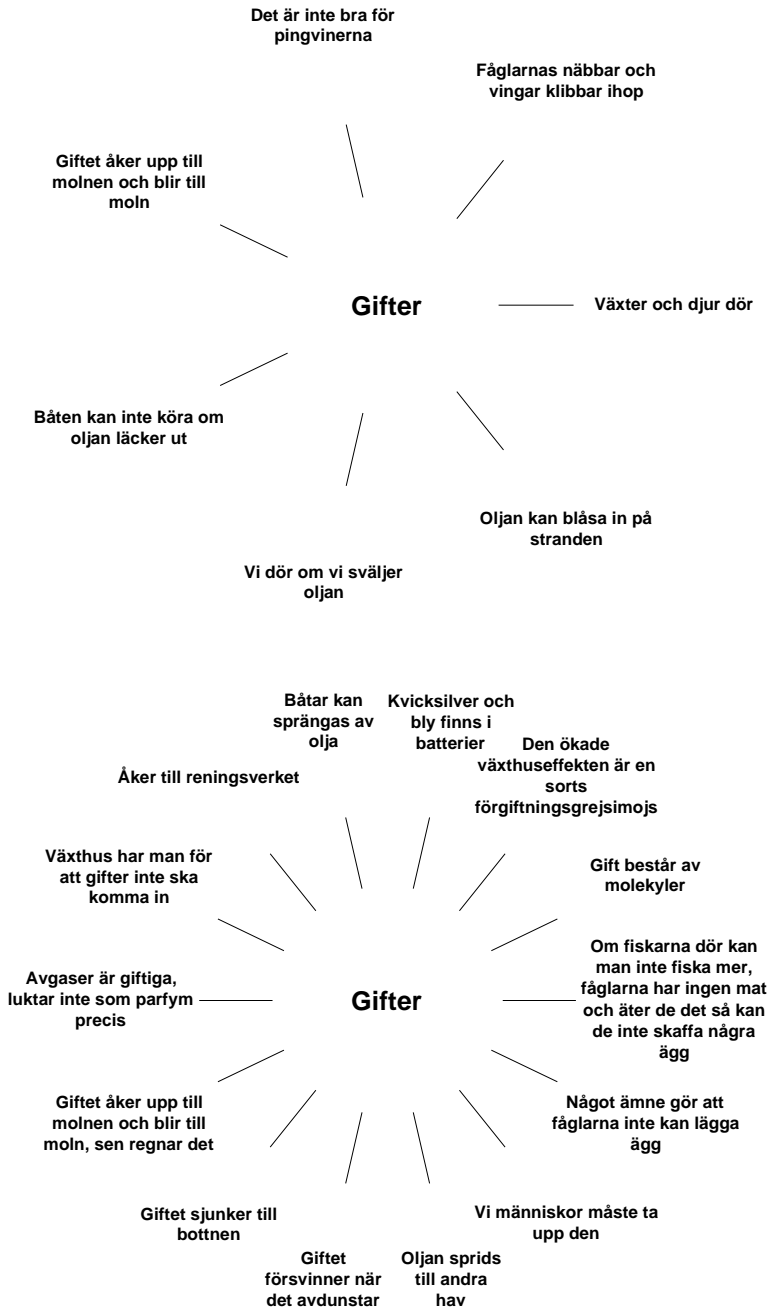 Det är inte bra för
pingvinerna
Fåglarnas näbbar och
vingar klibbar ihop
Giftet åker upp till
molnen och blir till
moln
Gifter
Växter och djur dör
Båten kan inte köra om
oljan läcker ut
Oljan kan blåsa in på
stranden
Vi dör om vi sväljer
oljan
Båtar kan
sprängas av
olja
Kvicksilver och
bly finns i
batterier
Den ökade
växthuseffekten är en
sorts
förgiftningsgrejsimojs
Åker till reningsverket
Växthus har man för
att gifter inte ska
komma in
Gift består av
molekyler
Avgaser är giftiga,
luktar inte som parfym
precis
Gifter
Om fiskarna dör kan
man inte fiska mer,
fåglarna har ingen mat
och äter de det så kan
de inte skaffa några
ägg
Giftet åker upp till
molnen och blir till
moln, sen regnar det
Något ämne gör att
fåglarna inte kan lägga
ägg
Giftet sjunker till
bottnen
Vi människor måste ta
upp den
Giftet
försvinner när
det avdunstar
Oljan sprids
till andra
hav